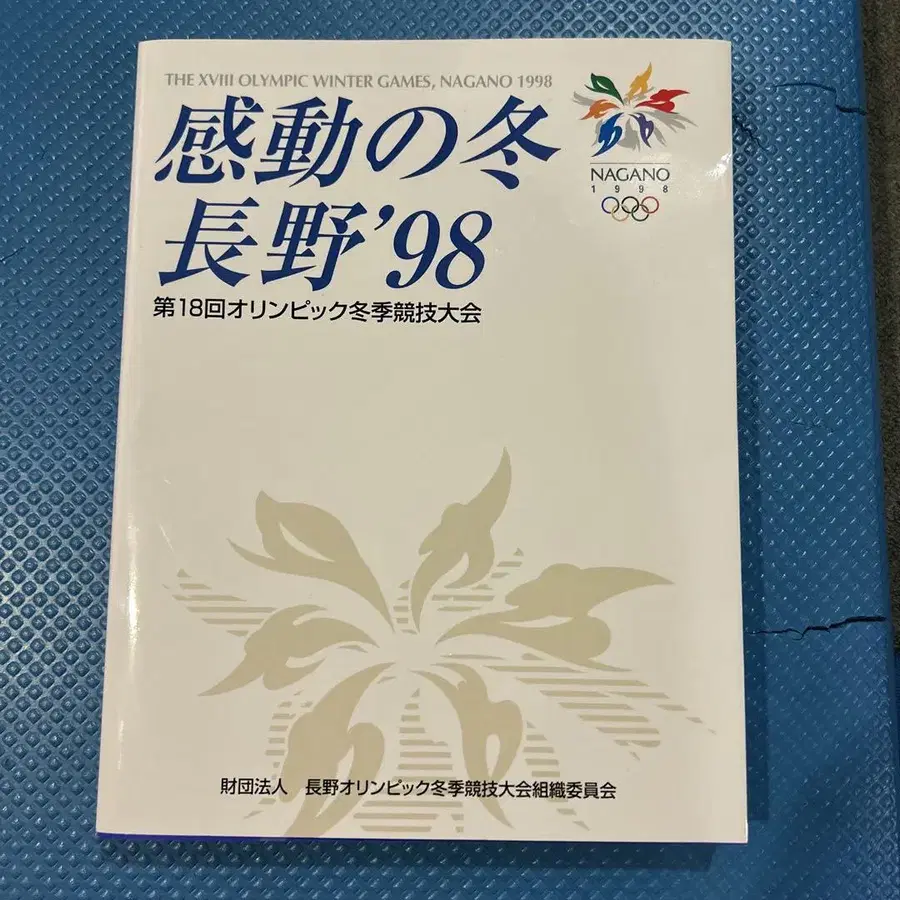 THE XVIII OLYMPIC WINTER GAMES, NAGANO 1998
感動の冬
長野’98
第18回オリンピック冬季競技大会
NAGANO
1998
財団法人 長野オリンピック冬季競技大会組織委員会